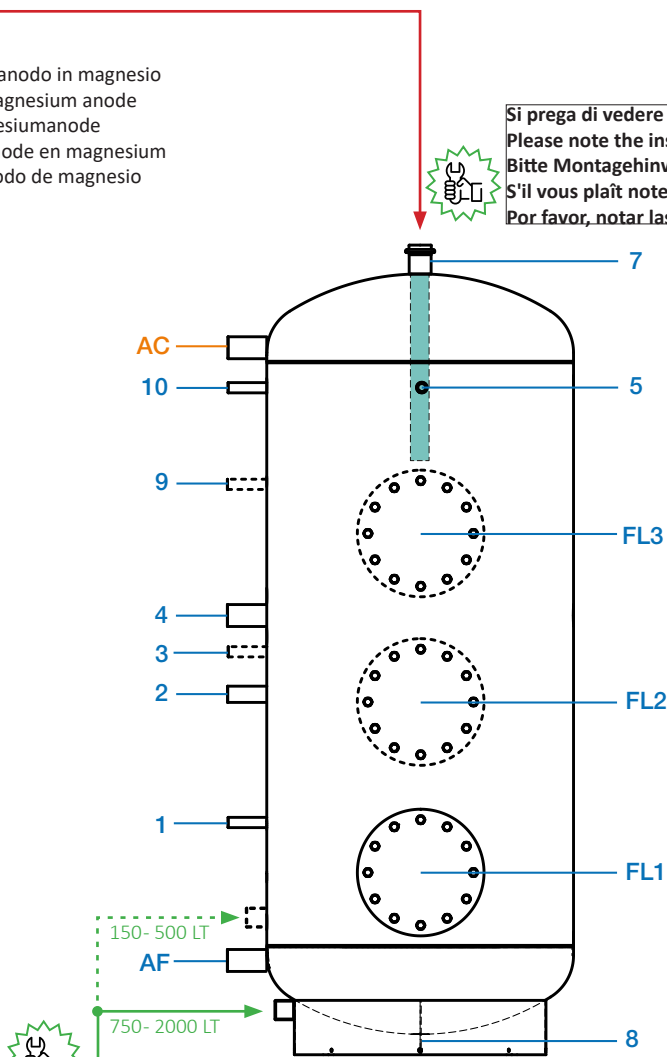 anodo in magnesio
agnesium anode
esiumanode
ode en magnesium
odo de magnesio
Si prega di vedere
Please note the ins
Bitte Montagehinv
S'il vous plaît note
Por favor, notar las
7
AC
10
5
9
FL3
4
3
2
FL2
1
FL1
150-500 LT
AF
750-2000 LT
8